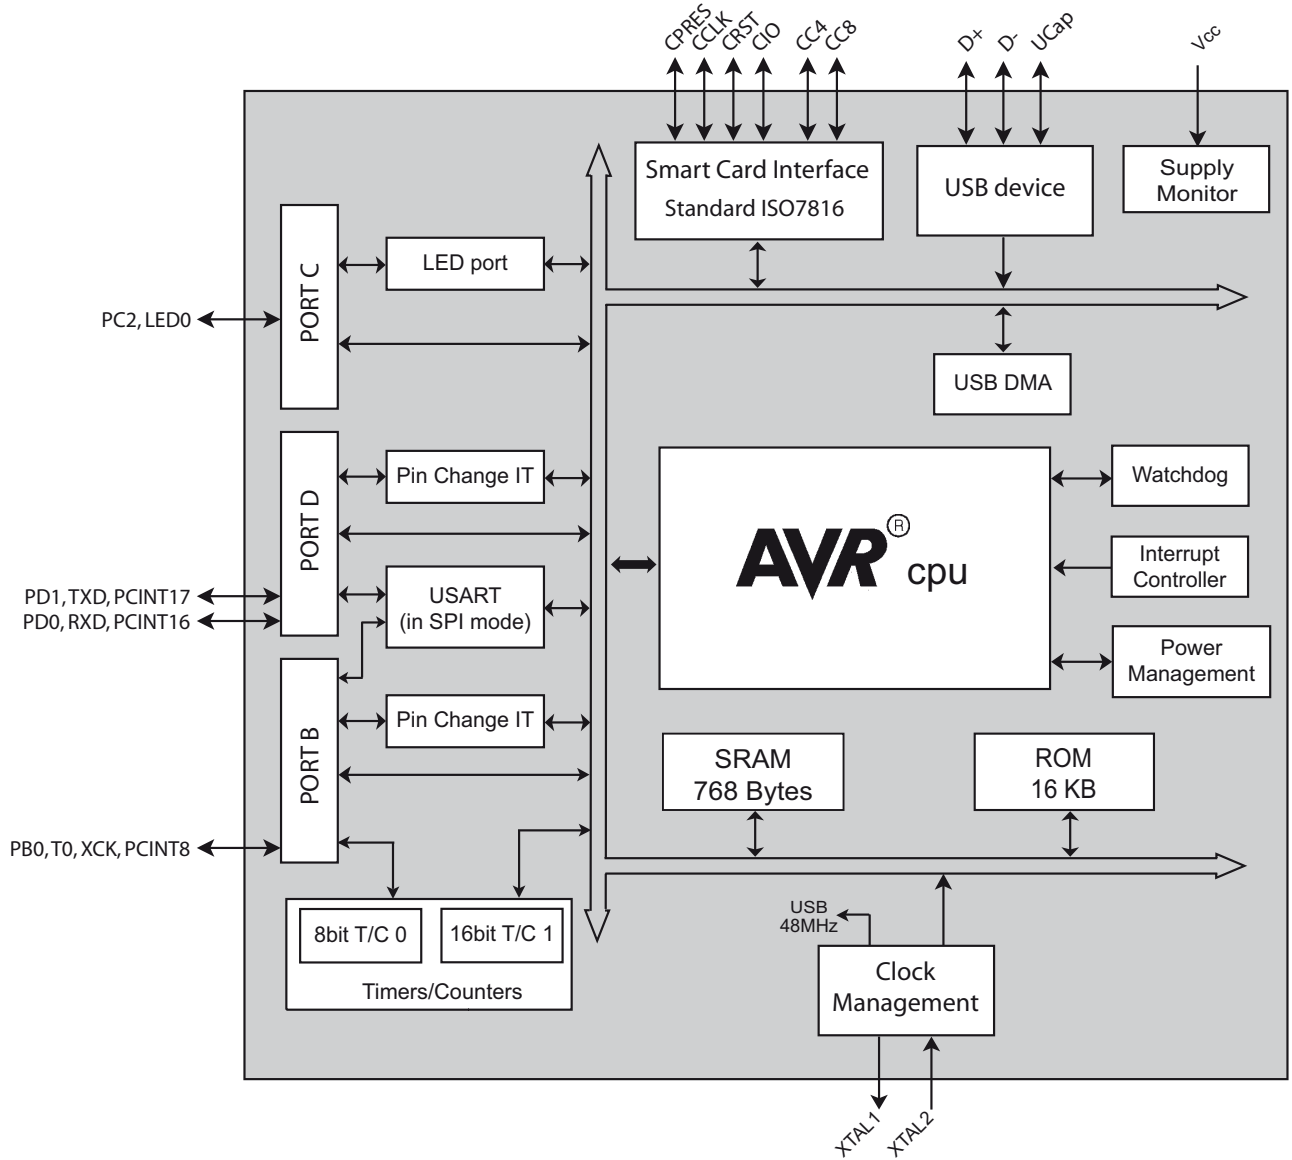 CPRES
CCLK
CRST
CIO
CC4
CC8
D+
D-
UCap
Vcc
Smart Card Interface
Standard ISO7816
USB device
Supply
Monitor
PORT C
LED port
PC2, LED0
USB DMA
PORT D
Pin Change IT
AVR® cpu
Watchdog
Interrupt
Controller
USART
(in SPI mode)
PD1, TXD, PCINT17
PD0, RXD, PCINT16
Power
Management
PORT B
Pin Change IT
SRAM
768 Bytes
ROM
16 KB
PB0, T0, XCK, PCINT8
8bit T/C 0
16bit T/C 1
Timers/Counters
USB
48MHz
Clock
Management
XTAL1
XTAL2